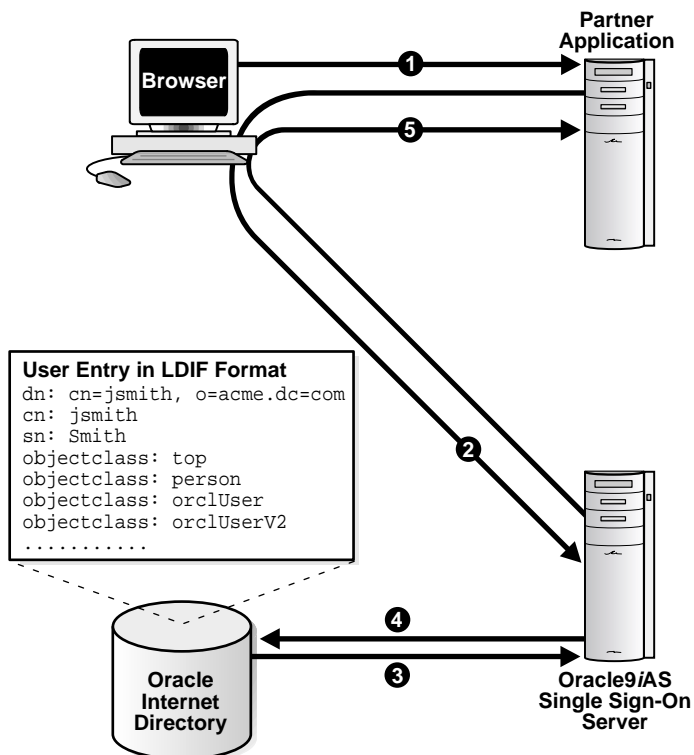 Partner
Application
Browser
1
5
User Entry in LDIF Format
dn: cn=jsmith, o=acme.dc=com
cn: jsmith
sn: Smith
objectclass: top
objectclass: person
objectclass: orclUser
objectclass: orclUserV2
...........
2
4
3
Oracle
Internet
Directory
Oracle9iAS
Single Sign-On
Server